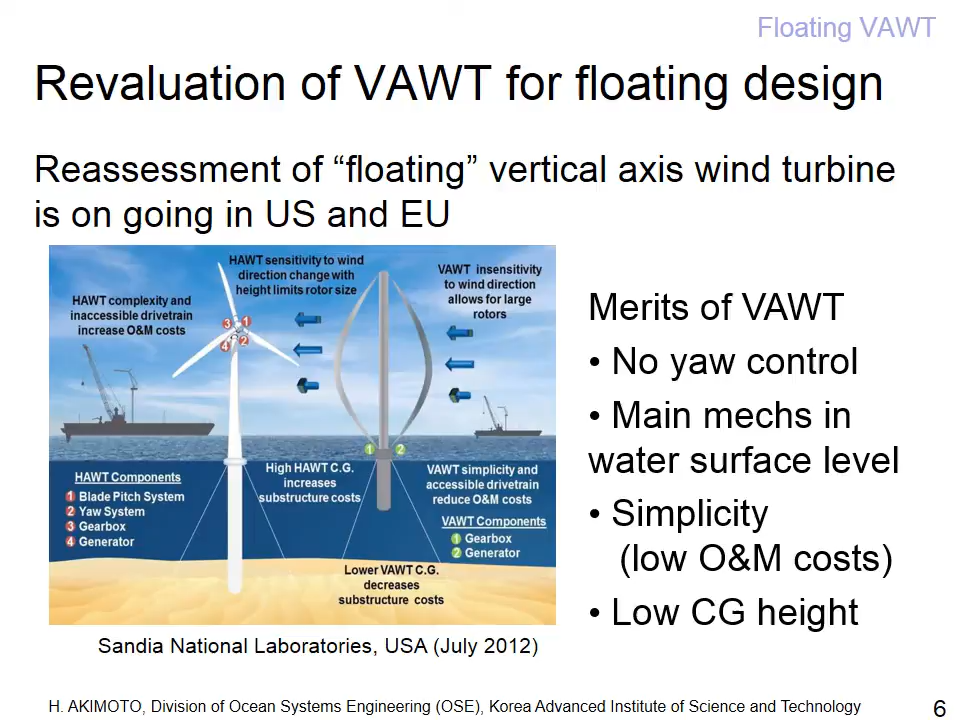 Floating VAWT
Revaluation of VAWT for floating design
Reassessment of “floating” vertical axis wind turbine
is on going in US and EU
HAWT complexity and
inaccessible drivetrain
increase O&M costs
HAWT sensitivity to wind
direction change with
height limits rotor size
VAWT insensitivity
to wind direction
allows for large
rotors
3
1
4
2
1
2
HAWT Components
1 Blade Pitch System
2 Yaw System
3 Gearbox
4 Generator
High HAWT C.G.
increases
substructure costs
VAWT simplicity and
accessible drivetrain
reduce O&M costs
VAWT Components
1 Gearbox
2 Generator
Lower VAWT C.G.
decreases
substructure costs
Sandia National Laboratories, USA (July 2012)
Merits of VAWT
• No yaw control
• Main mechs in
water surface level
• Simplicity
(low O&M costs)
• Low CG height
H. AKIMOTO, Division of Ocean Systems Engineering (OSE), Korea Advanced Institute of Science and Technology
6